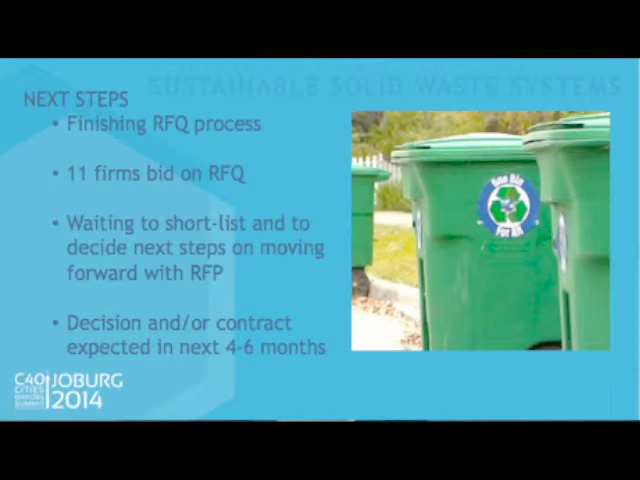 SUSTAINABLE SOLID WASTE SYSTEMS
NEXT STEPS
• Finishing RFQ process
• 11 firms bid on RFQ
• Waiting to short-list and to
decide next steps on moving
forward with RFP
• Decision and/or contract
expected in next 4-6 months
One Bin
For All
C40
CITIES
MAYORS
SUMMIT
JOBURG
2014